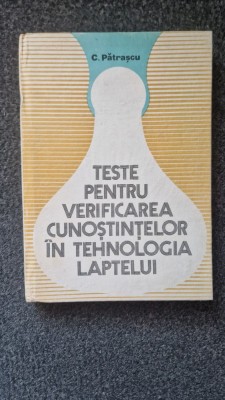 C. Pătrașcu
TESTE
PENTRU
VERIFICAREA
CUNOȘTINȚELOR
ÎN TEHNOLOGIA
LAPTELUI